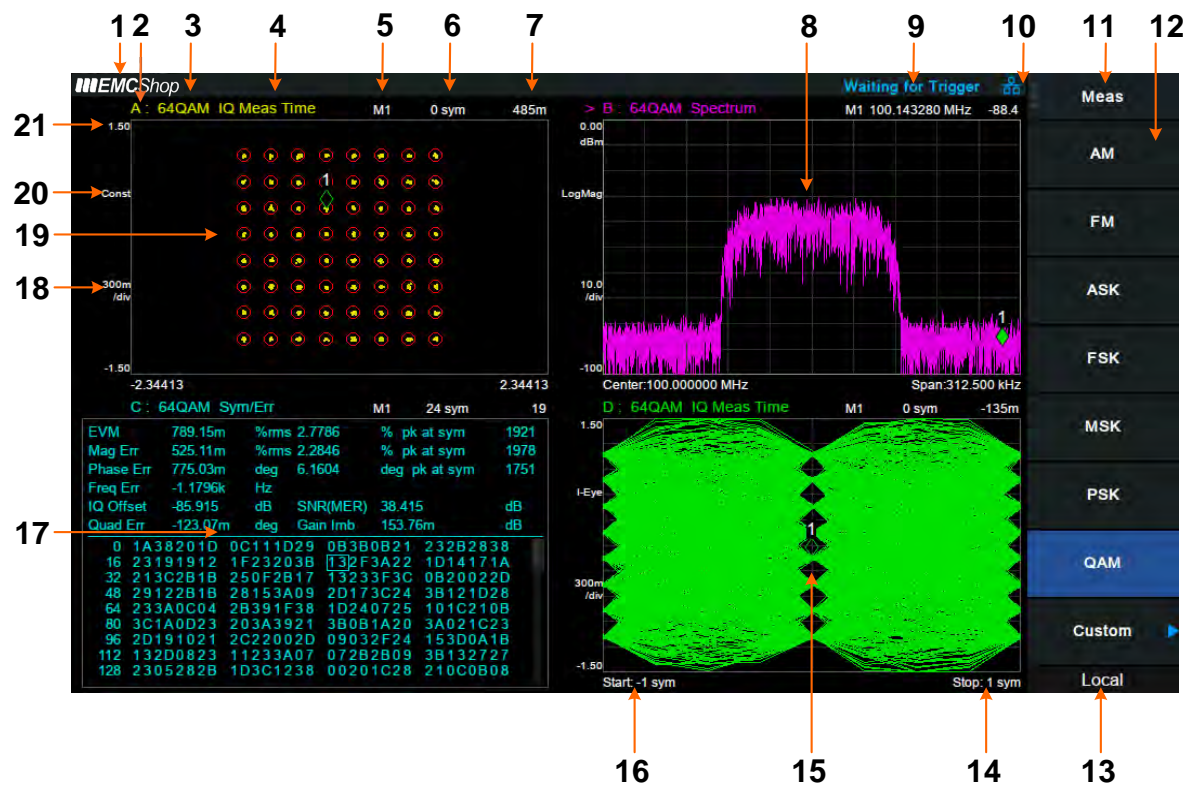 1 2 3 4 5 6 7 8 9 10 11 12
EMCShop
Waiting for Trigger
Meas
A : 64QAM IQ Meas Time M1 0 sym 485m
> B : 64QAM Spectrum M1 100.143280 MHz -88.4
21
1.50
0.00
dBm
AM
20
Const
1
LogMag
FM
19
18
300m
/div
10.0
/div
1
ASK
FSK
-1.50
-100
-2.34413 2.34413
Center:100.000000 MHz Span:312.500 kHz
C : 64QAM Sym/Err M1 24 sym 19
D : 64QAM IQ Meas Time M1 0 sym -135m
MSK
EVM 789.15m %rms 2.7786 % pk at sym 1921
Mag Err 525.11m %rms 2.2846 % pk at sym 1978
Phase Err 775.03m deg 6.1604 deg pk at sym 1751
Freq Err -1.1796k Hz
IQ Offset -85.915 dB SNR(MER) 38.415 dB
Quad Err -123.07m deg Gain Imb 153.76m dB
17
0 1A38201D 0C111D29 0B3B0B21 232B2838
16 23191912 1F23203B 132F3A22 1D14171A
32 213C2B1B 250F2B17 13233F3C 0B20022D
48 29122B1B 28153A09 2D173C24 3B121D28
64 233A0C04 2B391F38 1D240725 101C210B
80 3C1A0D23 203A3921 3B0B1A20 3A021C23
96 2D191021 2C22002D 09032F24 153D0A1B
112 132D0823 11233A07 072B2B09 3B132727
128 2305282B 1D3C1238 00201C28 210C0B08
1.50
I-Eye
1
300m
/div
-1.50
Start: -1 sym Stop: 1 sym
PSK
QAM
Custom
Local
16 15 14 13